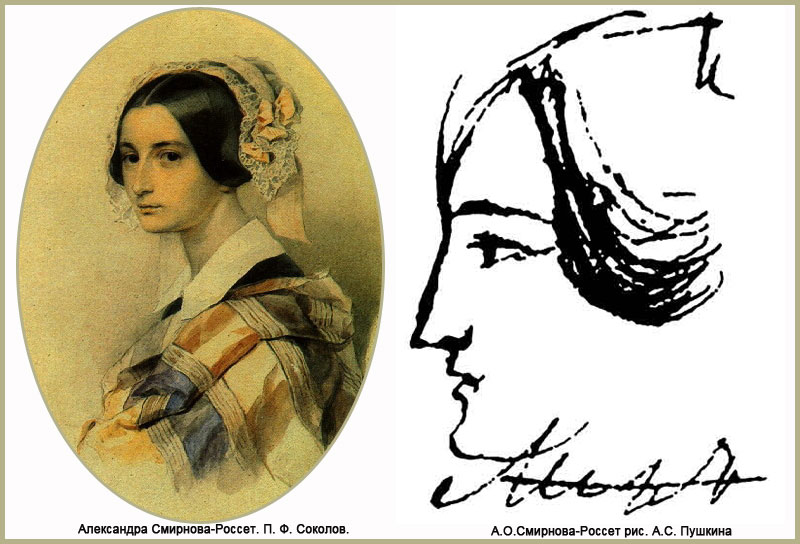 Александра Смирнова-Россет. П. Ф. Соколов.
А.О.Смирнова-Россет рис. А.С. Пушкина